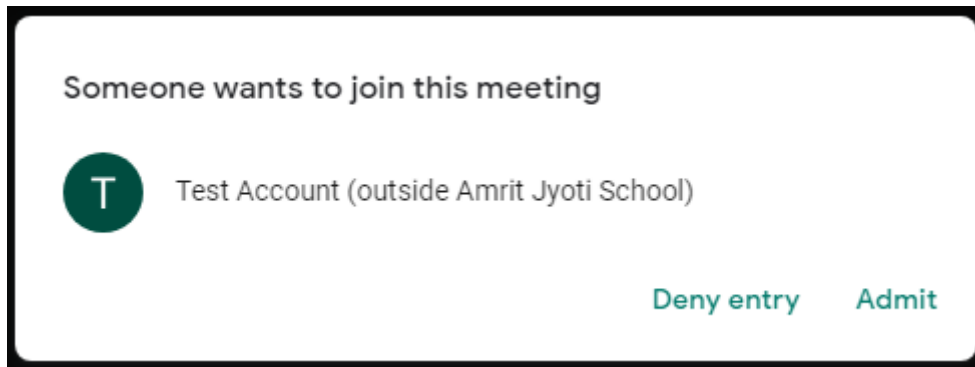 Someone wants to join this meeting
T
Test Account (outside Amrit Jyoti School)
Deny entry Admit